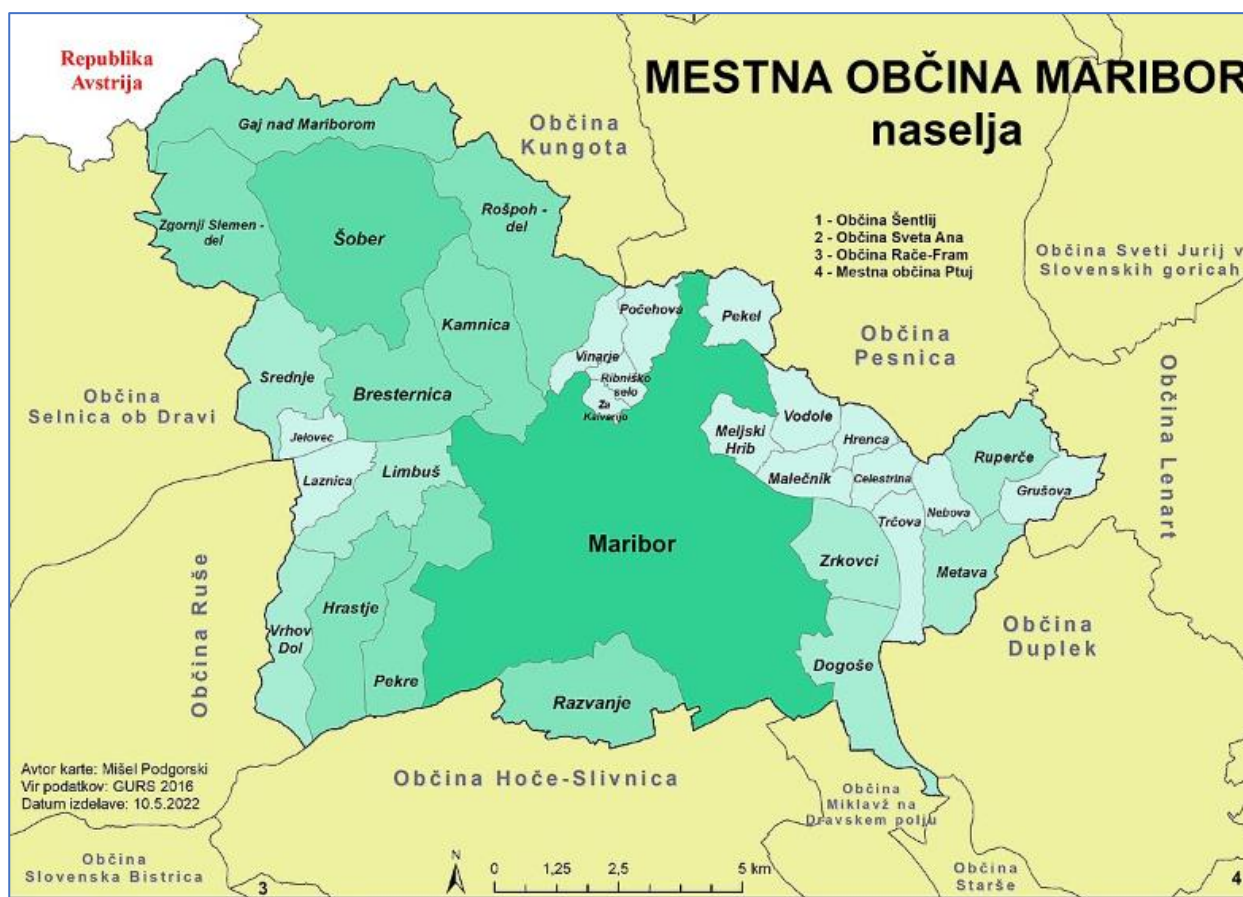 Republika
Avstrija
MESTNA OBČINA MARIBOR
naselja
Gaj nad Mariborom
Občina
Kungota
Zgornji Slemen -
del
Šober
Rošpoh -
del
1 - Občina Šentlij
2 - Občina Sveta Ana
3 - Občina Rače-Fram
4 - Mestna občina Ptuj
Občina Sveti Jurij v
Slovenskih goricah
Kamnica
Počehova
Pekel
Občina
Pesnica
Vinarje
Ribniško
selo
Za
Kalvarijo
Srednje
Bresternica
Občina
Selnica ob Dravi
Jelovec
Laznica
Limbuš
Meljski
Hrib
Vodole
Hrenca
Malečnik
Celestrina
Ruperče
Grušova
Nebova
Trčova
Občina Lenart
Maribor
Zrkovci
Metava
Občina Ruše
Hrastje
Vrhov
Dol
Pekre
Razvanje
Dogoše
Občina
Duplek
Občina Hoče-Slivnica
Avtor karte: Mišel Podgorski
Vir podatkov: GURS 2016
Datum izdelave: 10.5.2022
Občina
Miklavž na
Dravskem polju
Občina
Slovenska Bistrica
3
N
0 1,25 2,5 5 km
Občina
Starše
4